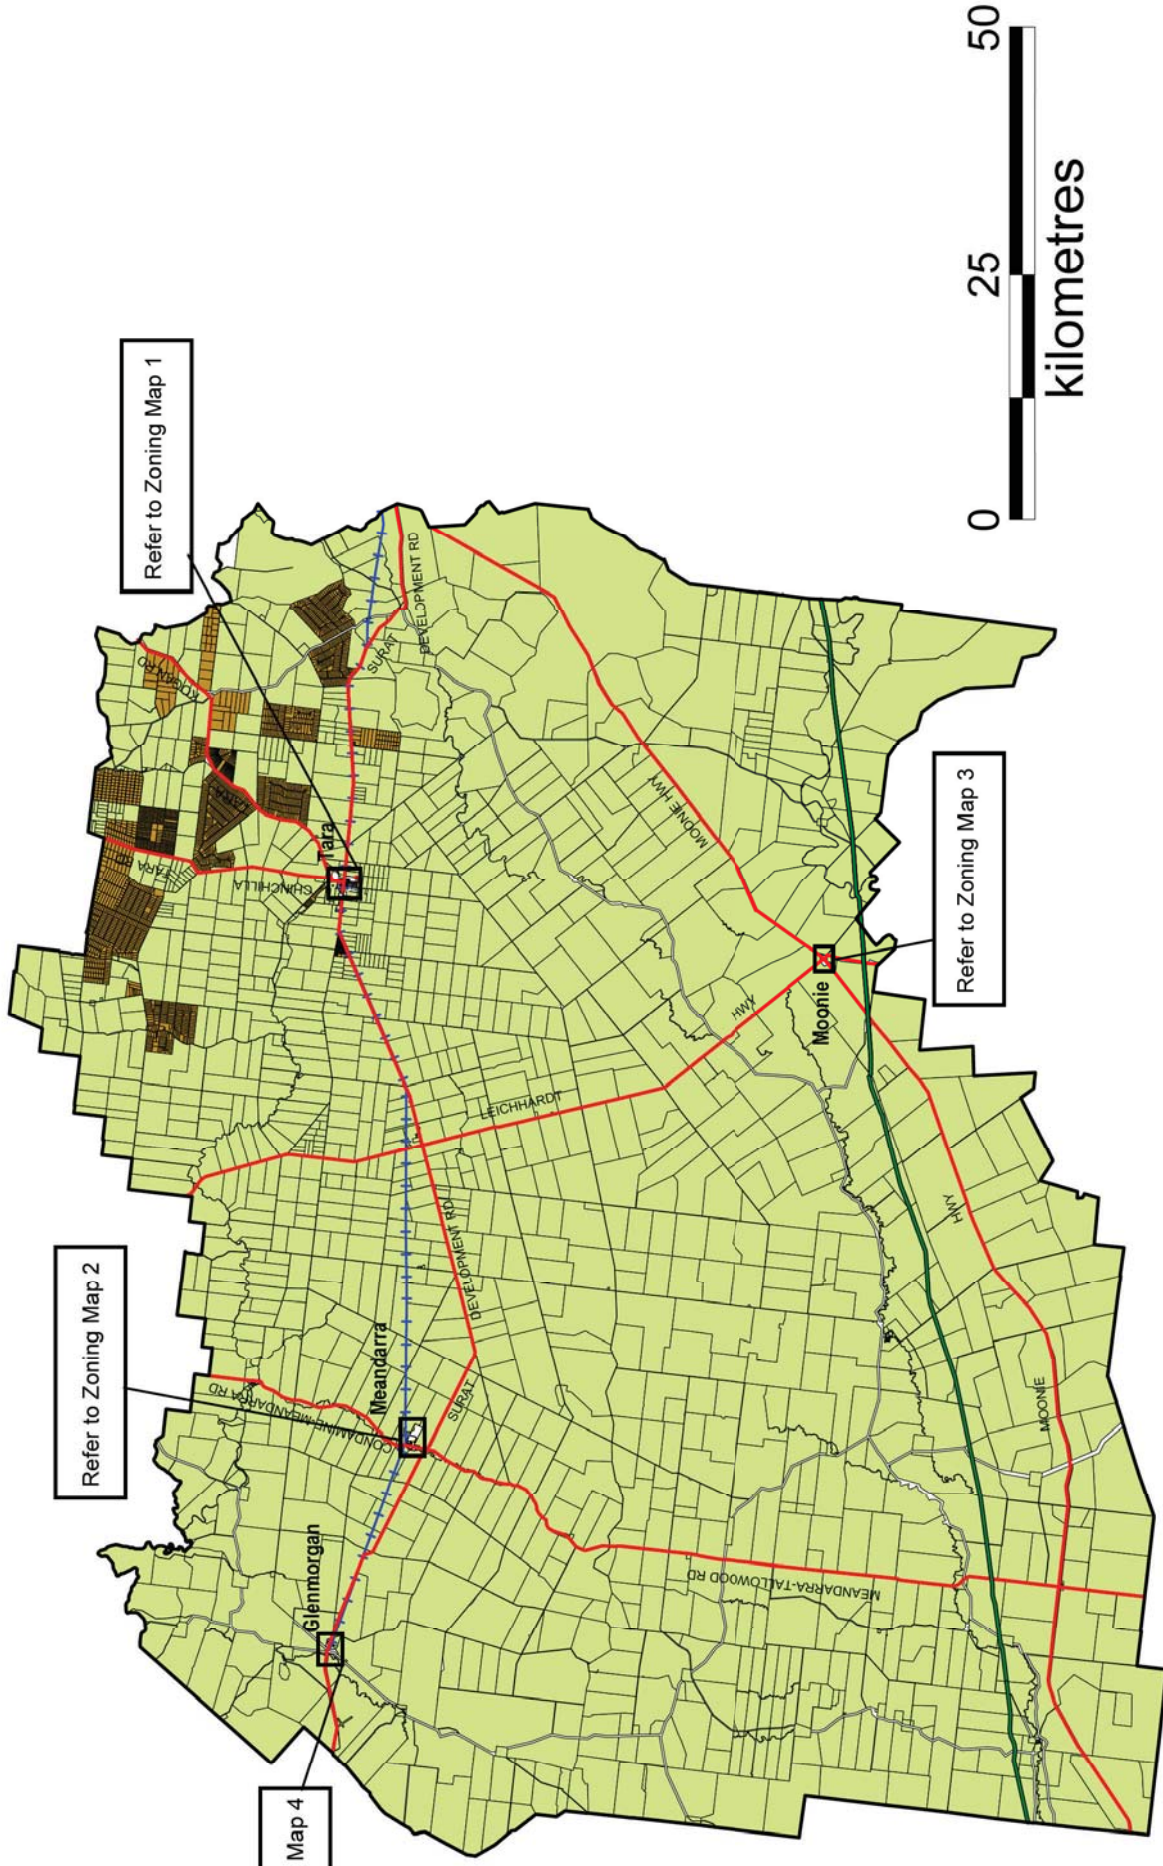 Refer to Zoning Map 1
Refer to Zoning Map 2
Map 4
KOGAN RD
TARA
TARA RD
CHINCHILLA
Tara
SURAT
DEVELOPMENT RD
Glenmorgan
Meandarra
CONDAMINE-MEANDARRA RD
SURAT
DEVELOPMENT RD
LEICHHARDT
HWY
MOONIE HWY
Moonie
Refer to Zoning Map 3
MEANDARRA-TALLOWOOD RD
MOONIE
HWY
0 25 50
kilometres